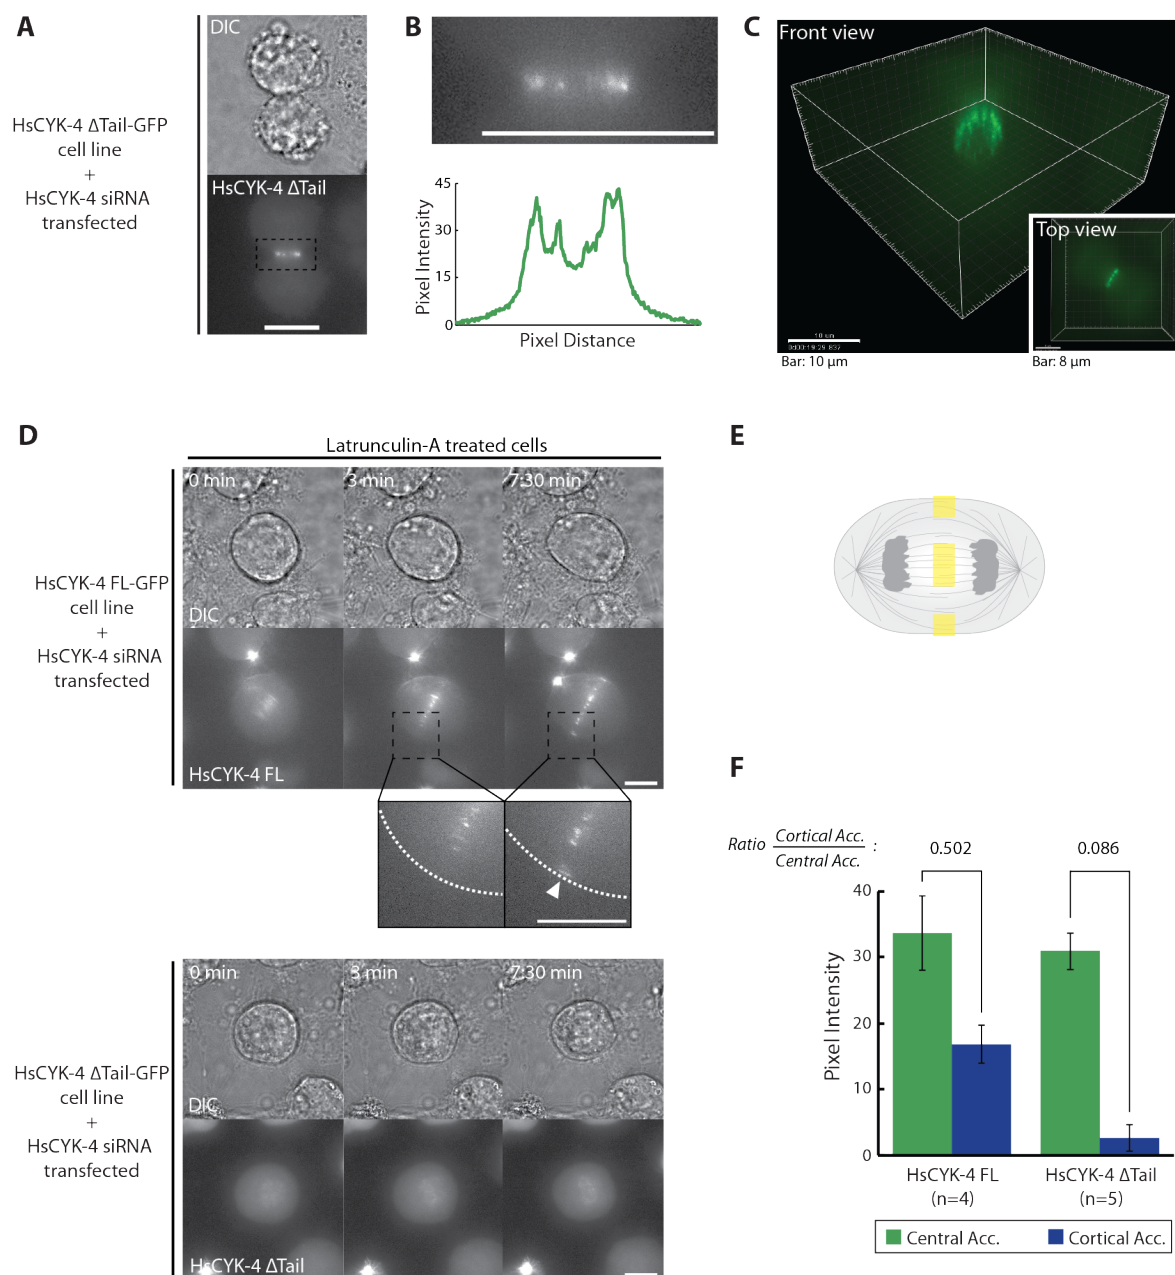 A
HsCYK-4 ΔTail-GFP
cell line
+
HsCYK-4 siRNA
transfected
DIC
HsCYK-4 ΔTail
B
45
30
15
0
Pixel Intensity
Pixel Distance
C
Front view
Top view
Bar: 10 µm
Bar: 8 µm
D
Latrunculin-A treated cells
HsCYK-4 FL-GFP
cell line
+
HsCYK-4 siRNA
transfected
0 min
3 min
7:30 min
DIC
HsCYK-4 FL
HsCYK-4 ΔTail-GFP
cell line
+
HsCYK-4 siRNA
transfected
0 min
3 min
7:30 min
DIC
HsCYK-4 ΔTail
E
F
Ratio Cortical Acc. :
Central Acc.
0.502
0.086
40
30
20
10
0
Pixel Intensity
HsCYK-4 FL
(n=4)
HsCYK-4 ΔTail
(n=5)
Central Acc.
Cortical Acc.